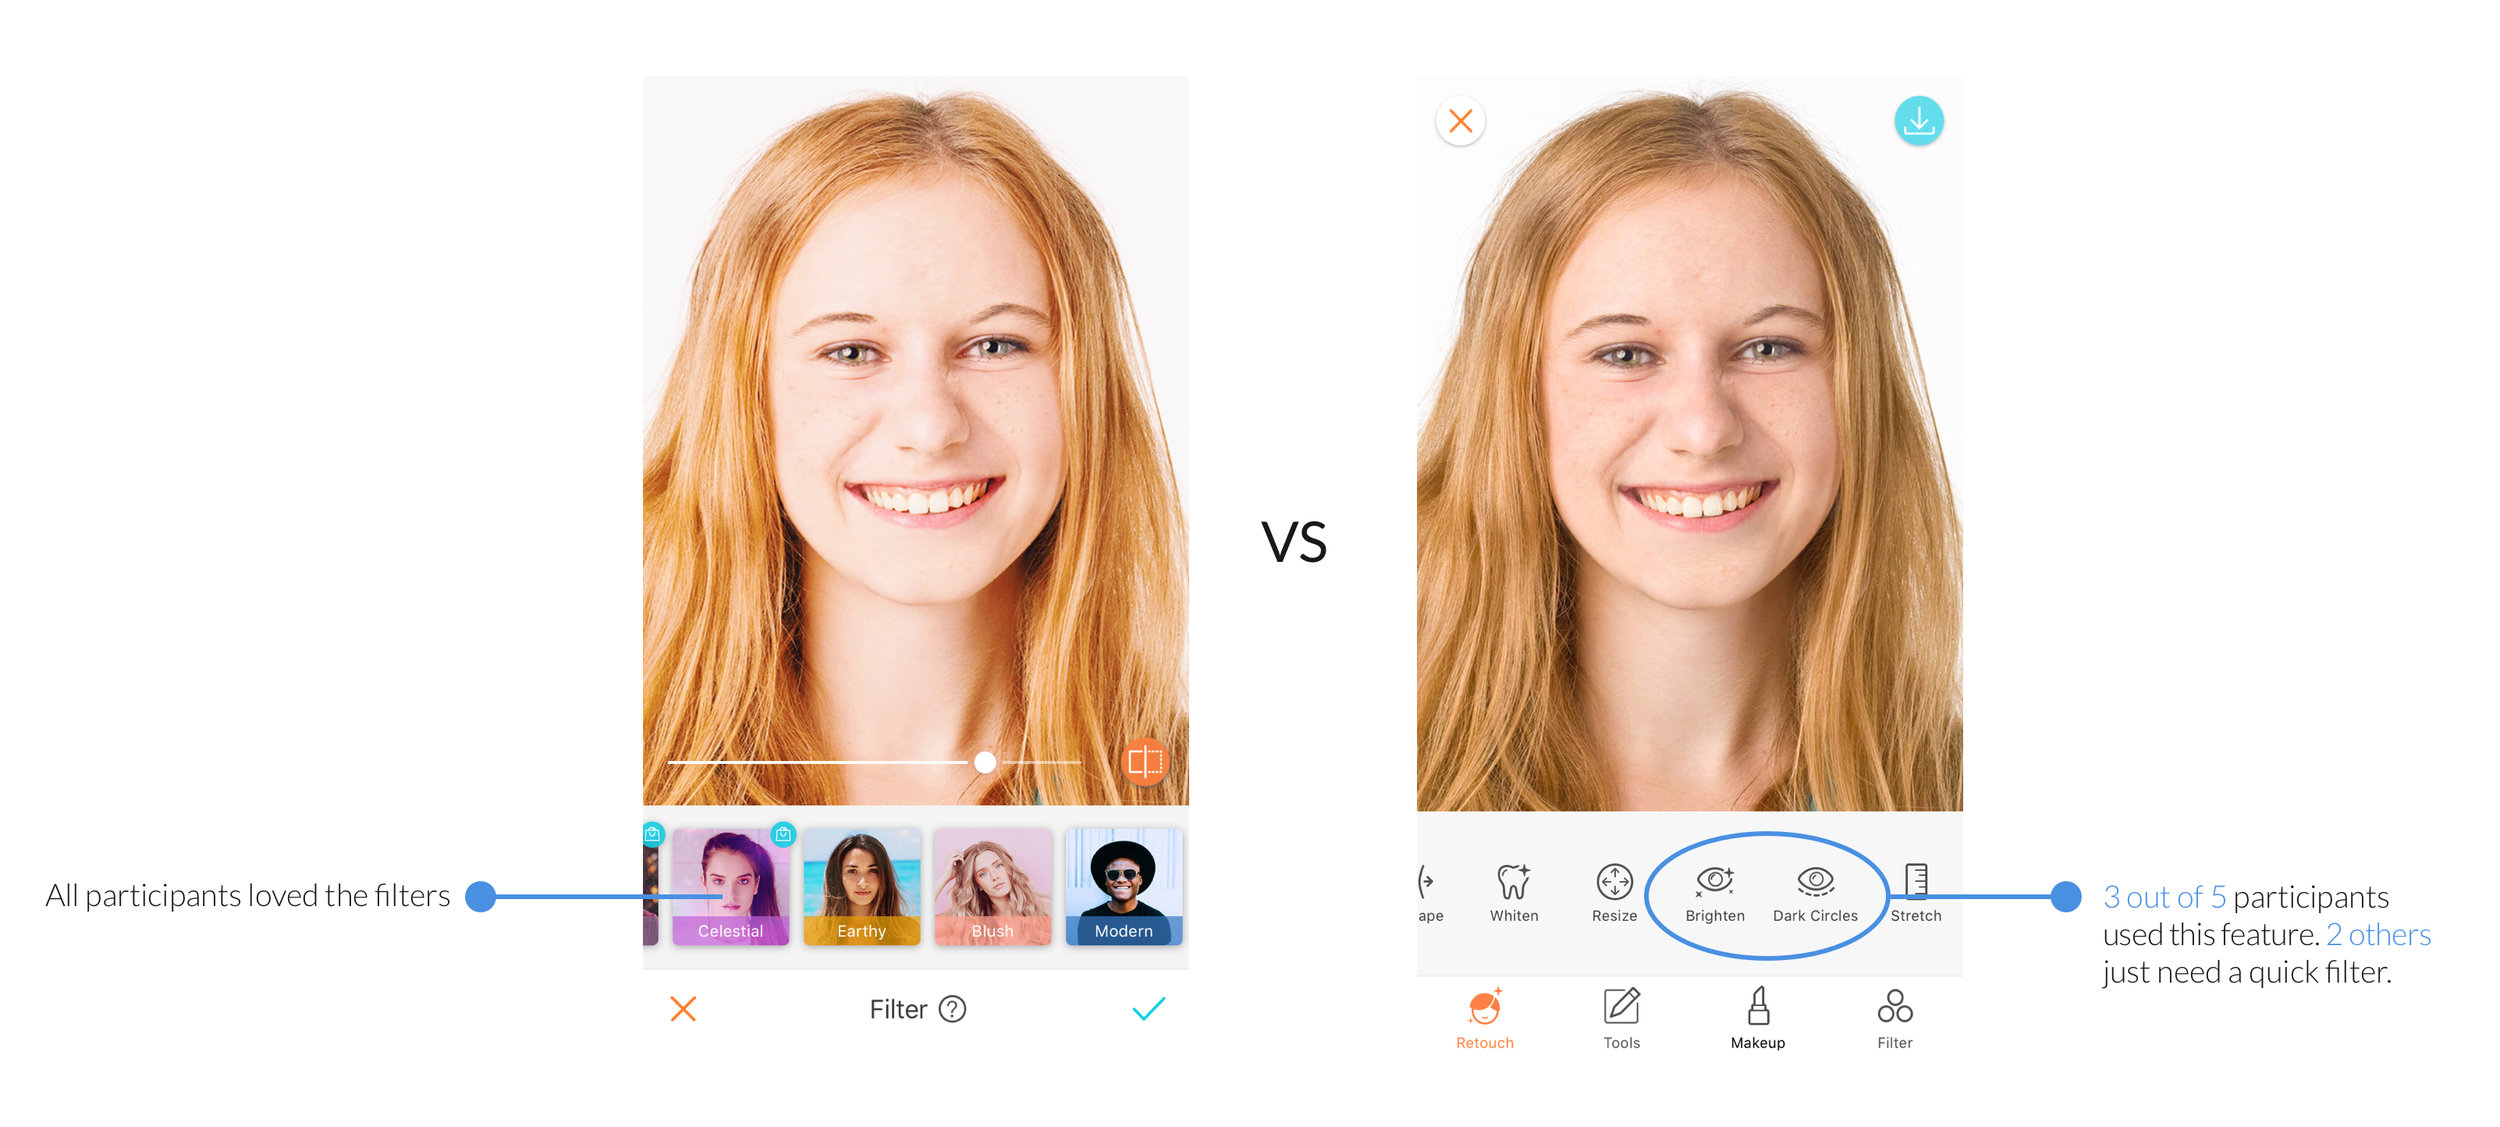 VS
All participants loved the filters
Celestial
Earthy
Blush
Modern
Filter ?
ape
Whiten
Resize
Brighten
Dark Circles
Stretch
3 out of 5 participants
used this feature. 2 others
just need a quick filter.
Retouch
Tools
Makeup
Filter